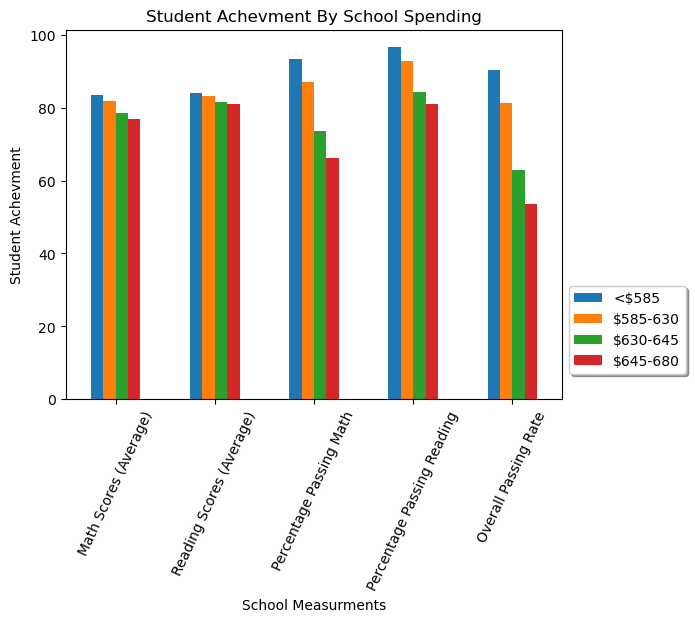 Student Achevment By School Spending
Student Achevment
100
80
60
40
20
0
<$585
$585-630
$630-645
$645-680
Math Scores (Average)
Reading Scores (Average)
Percentage Passing Math
Percentage Passing Reading
Overall Passing Rate
School Measurments